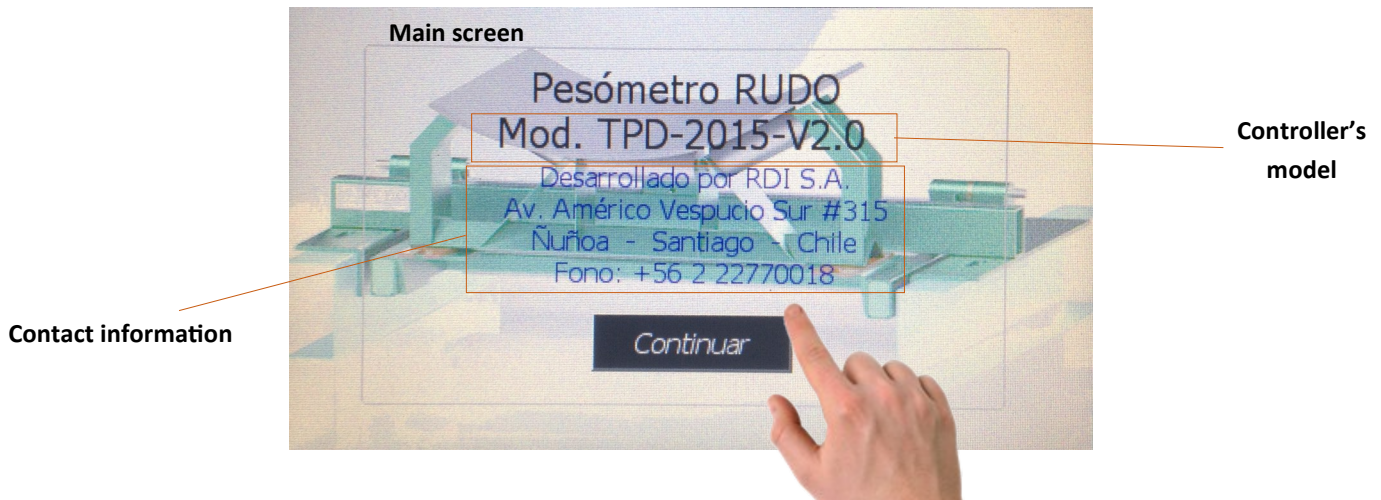 Main screen
Pesómetro RUDO
Mod. TPD-2015-V2.0
Controller's
model
Desarrollado por RDI S.A.
Av. Américo Vespucio Sur #315
Ñuñoa - Santiago - Chile
Fono: +56 2 22770018
Contact information
Continuar